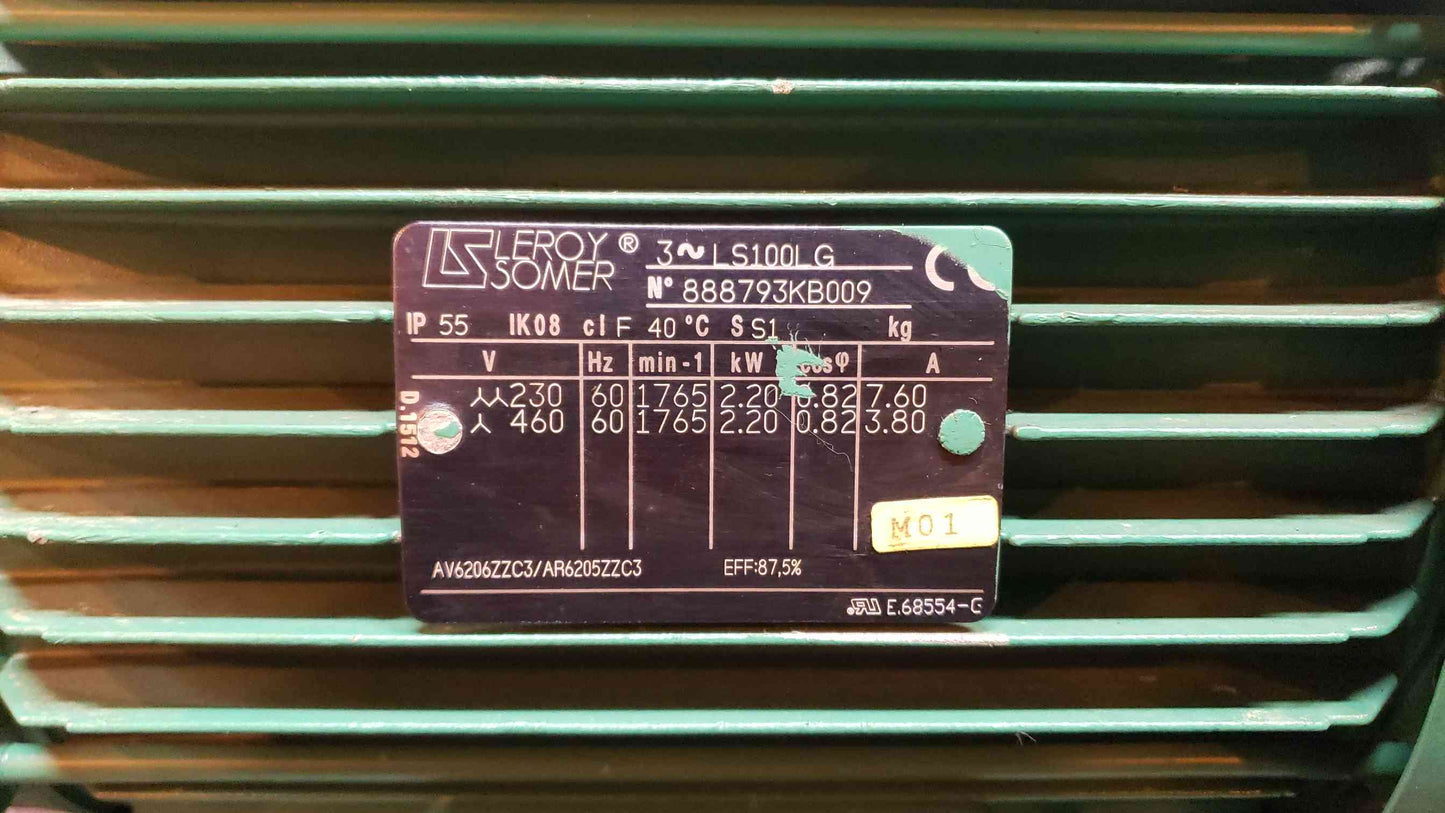 LEROY SOMER ® 3~ LS100LG CE
N° 888793KB009
IP 55 IK08 cl F 40 °C S S1 kg
V Hz min-1 kW cosφ A
230 60 1765 2.20 0.82 7.60
460 60 1765 2.20 0.82 3.80
D.1512
M01
AV6206ZZC3/AR6205ZZC3 EFF:87,5%
E.68554-